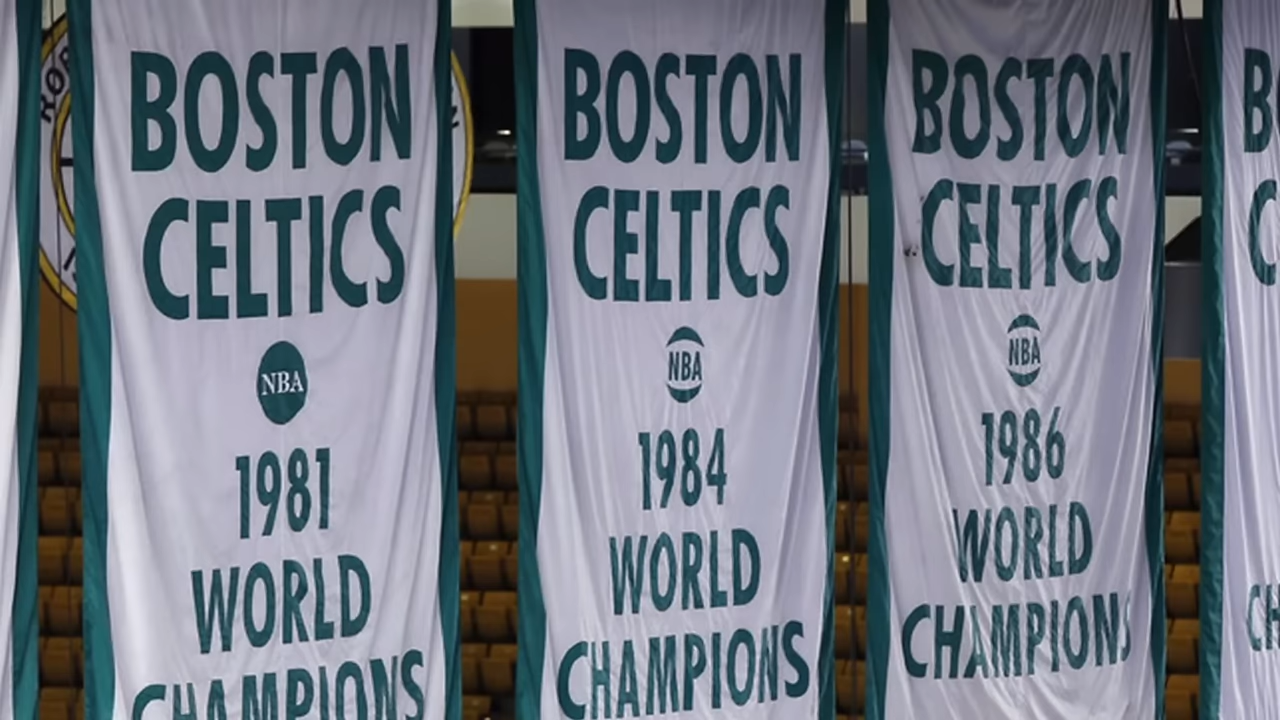 BOSTON
CELTICS
NBA
1981
WORLD
CHAMPIONS
BOSTON
CELTICS
NBA
1984
WORLD
CHAMPIONS
BOSTON
CELTICS
NBA
1986
WORLD
CHAMPIONS